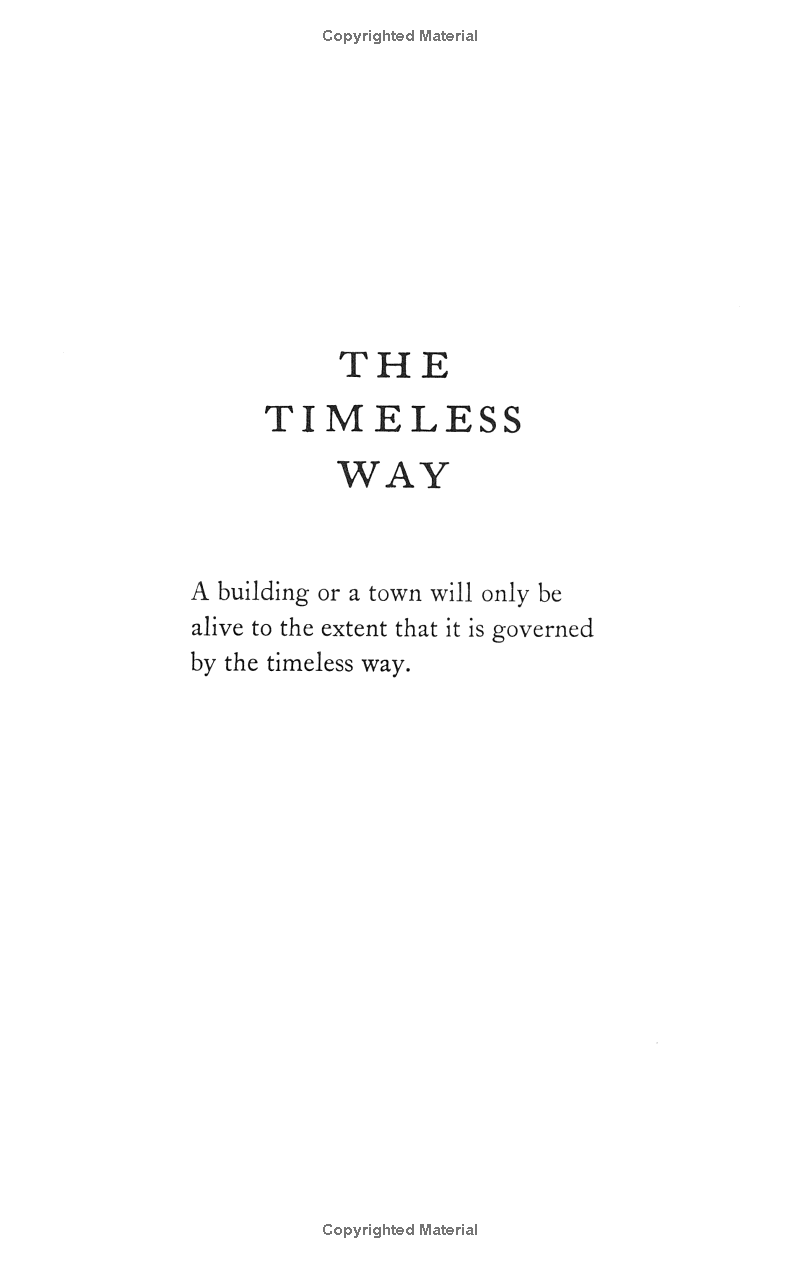 Copyrighted Material
THE
TIMELESS
WAY
A building or a town will only be
alive to the extent that it is governed
by the timeless way.
Copyrighted Material